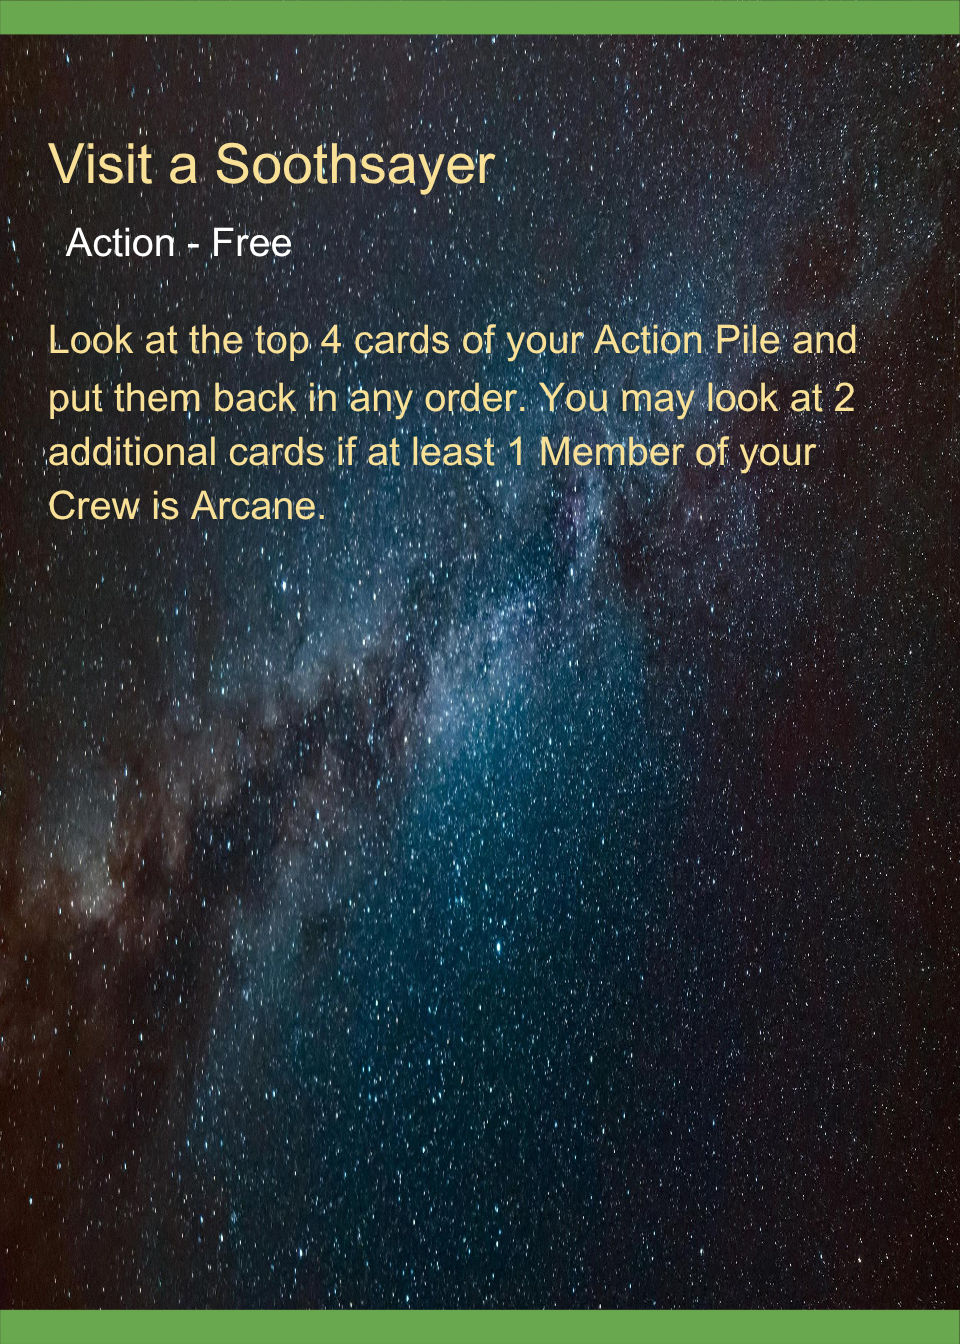 Visit a Soothsayer
Action - Free
Look at the top 4 cards of your Action Pile and
put them back in any order. You may look at 2
additional cards if at least 1 Member of your
Crew is Arcane.